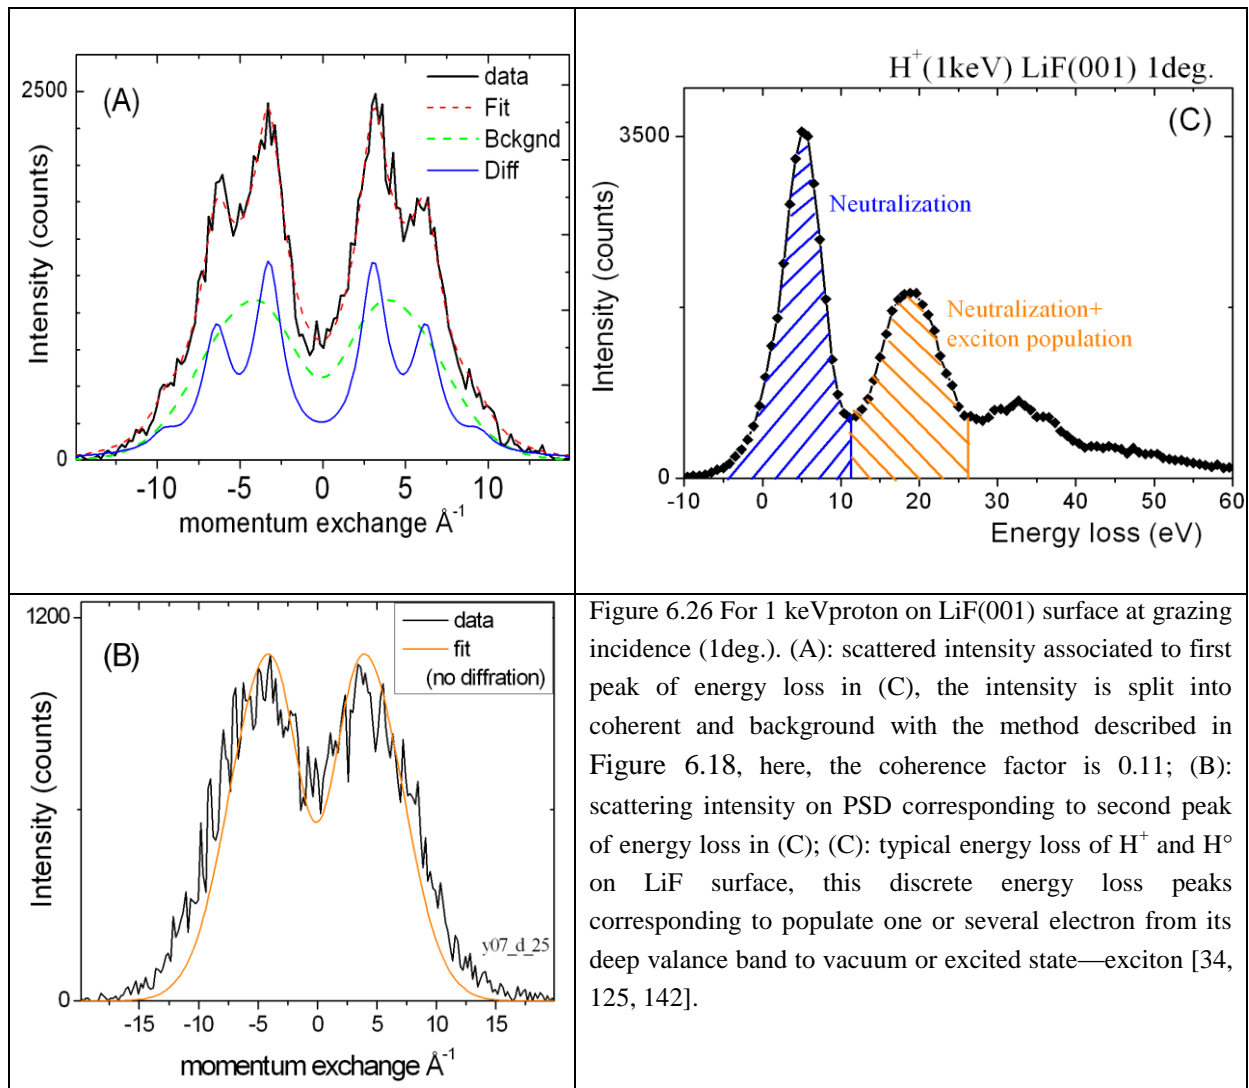 (A)
data
Fit
Bckgnd
Diff
2500
0
Intensity (counts)
-10 -5 0 5 10
momentum exchange Å-1
H+(1keV) LiF(001) 1deg.
(C)
3500
0
Intensity (counts)
Neutralization
Neutralization+
exciton population
-10 0 10 20 30 40 50 60
Energy loss (eV)
(B)
data
fit
(no diffration)
1200
0
Intensity (counts)
y07_d_25
-15 -10 -5 0 5 10 15
momentum exchange Å-1
Figure 6.26 For 1 keVproton on LiF(001) surface at grazing
incidence (1deg.). (A): scattered intensity associated to first
peak of energy loss in (C), the intensity is split into
coherent and background with the method described in
Figure 6.18, here, the coherence factor is 0.11; (B):
scattering intensity on PSD corresponding to second peak
of energy loss in (C); (C): typical energy loss of H+ and H°
on LiF surface, this discrete energy loss peaks
corresponding to populate one or several electron from its
deep valance band to vacuum or excited state—exciton [34,
125, 142].